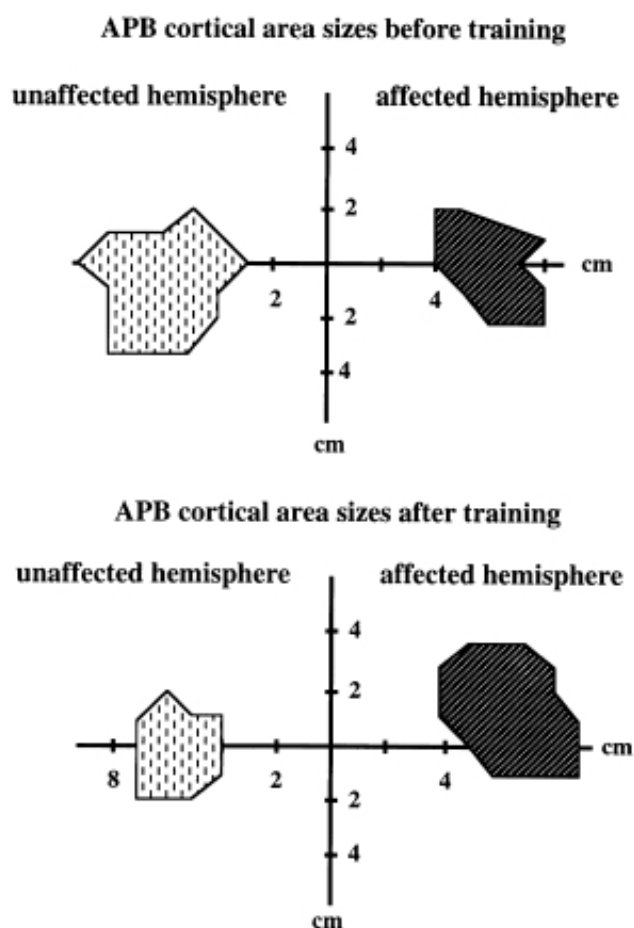 APB cortical area sizes before training
unaffected hemisphere
affected hemisphere
4
2
cm
2
4
2
4
cm
APB cortical area sizes after training
unaffected hemisphere
affected hemisphere
4
2
cm
8
2
4
2
4
cm